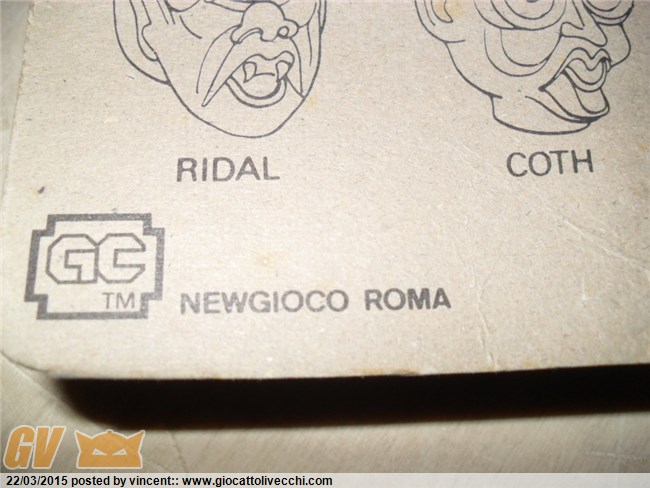 RIDAL COTH
GC
TM
NEWGIOCO ROMA
GV
22/03/2015 posted by vincent:: www.giocattolivecchi.com